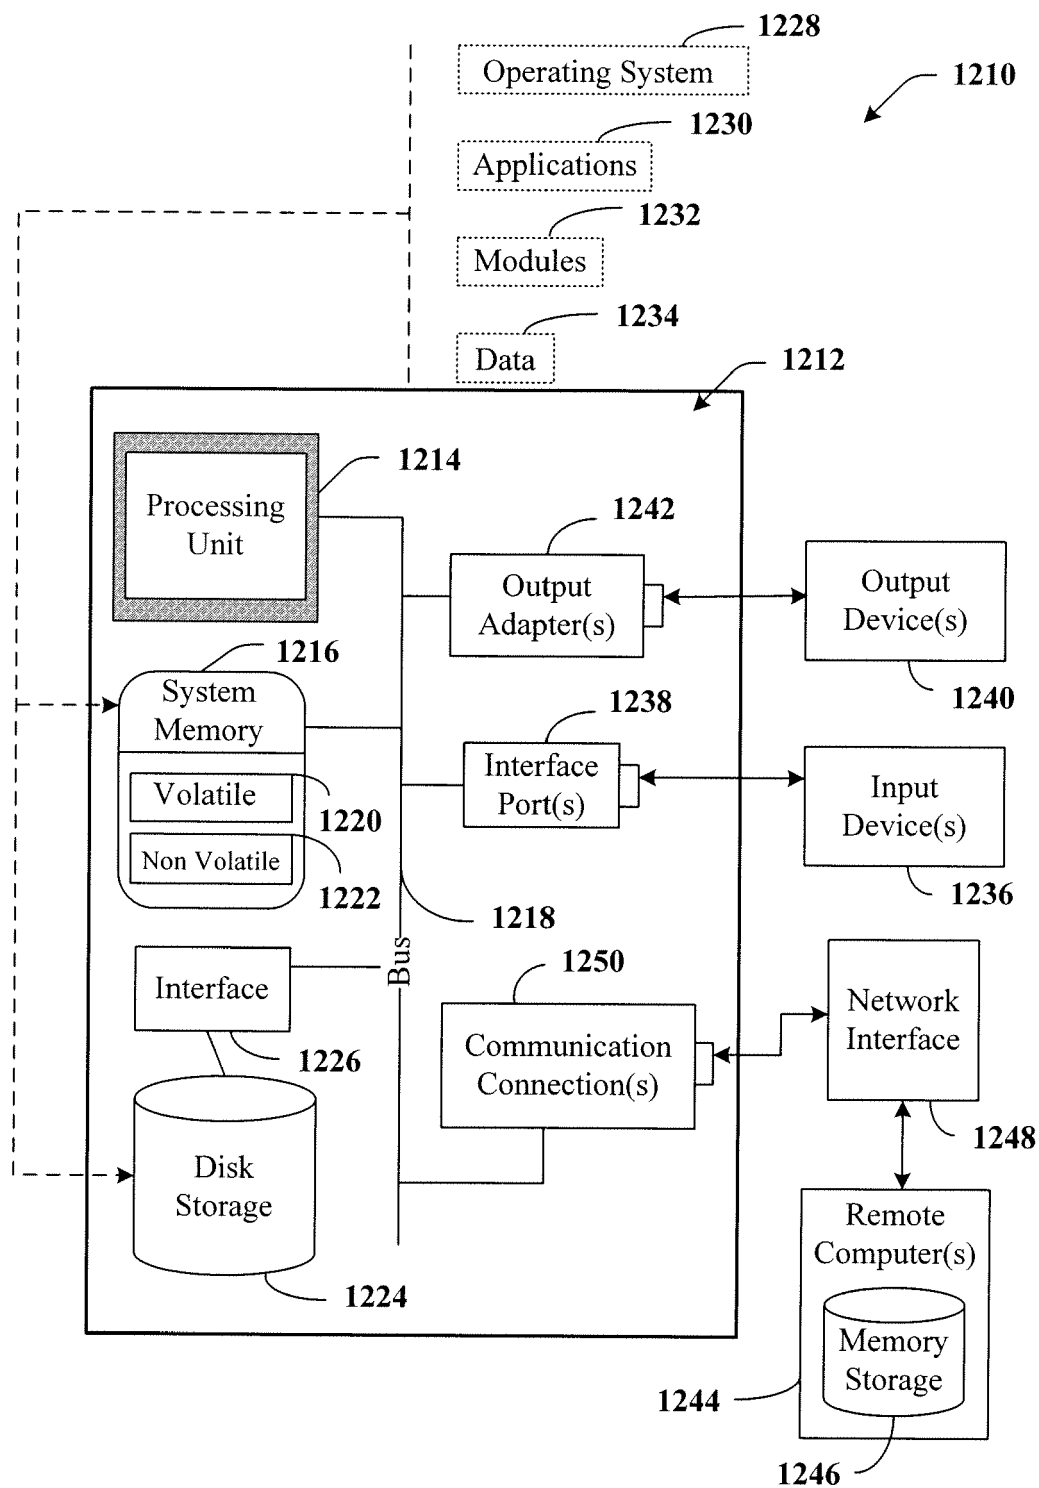 1228
Operating System
1210
1230
Applications
1232
Modules
1234
Data
1212
1214
Processing
Unit
1242
Output
Adapter(s)
Output
Device(s)
1240
1216
System
Memory
Volatile
1220
Non Volatile
1222
1238
Interface
Port(s)
Input
Device(s)
1236
1218
Bus
Interface
1226
1250
Communication
Connection(s)
Network
Interface
1248
Disk
Storage
1224
Remote
Computer(s)
Memory
Storage
1244
1246